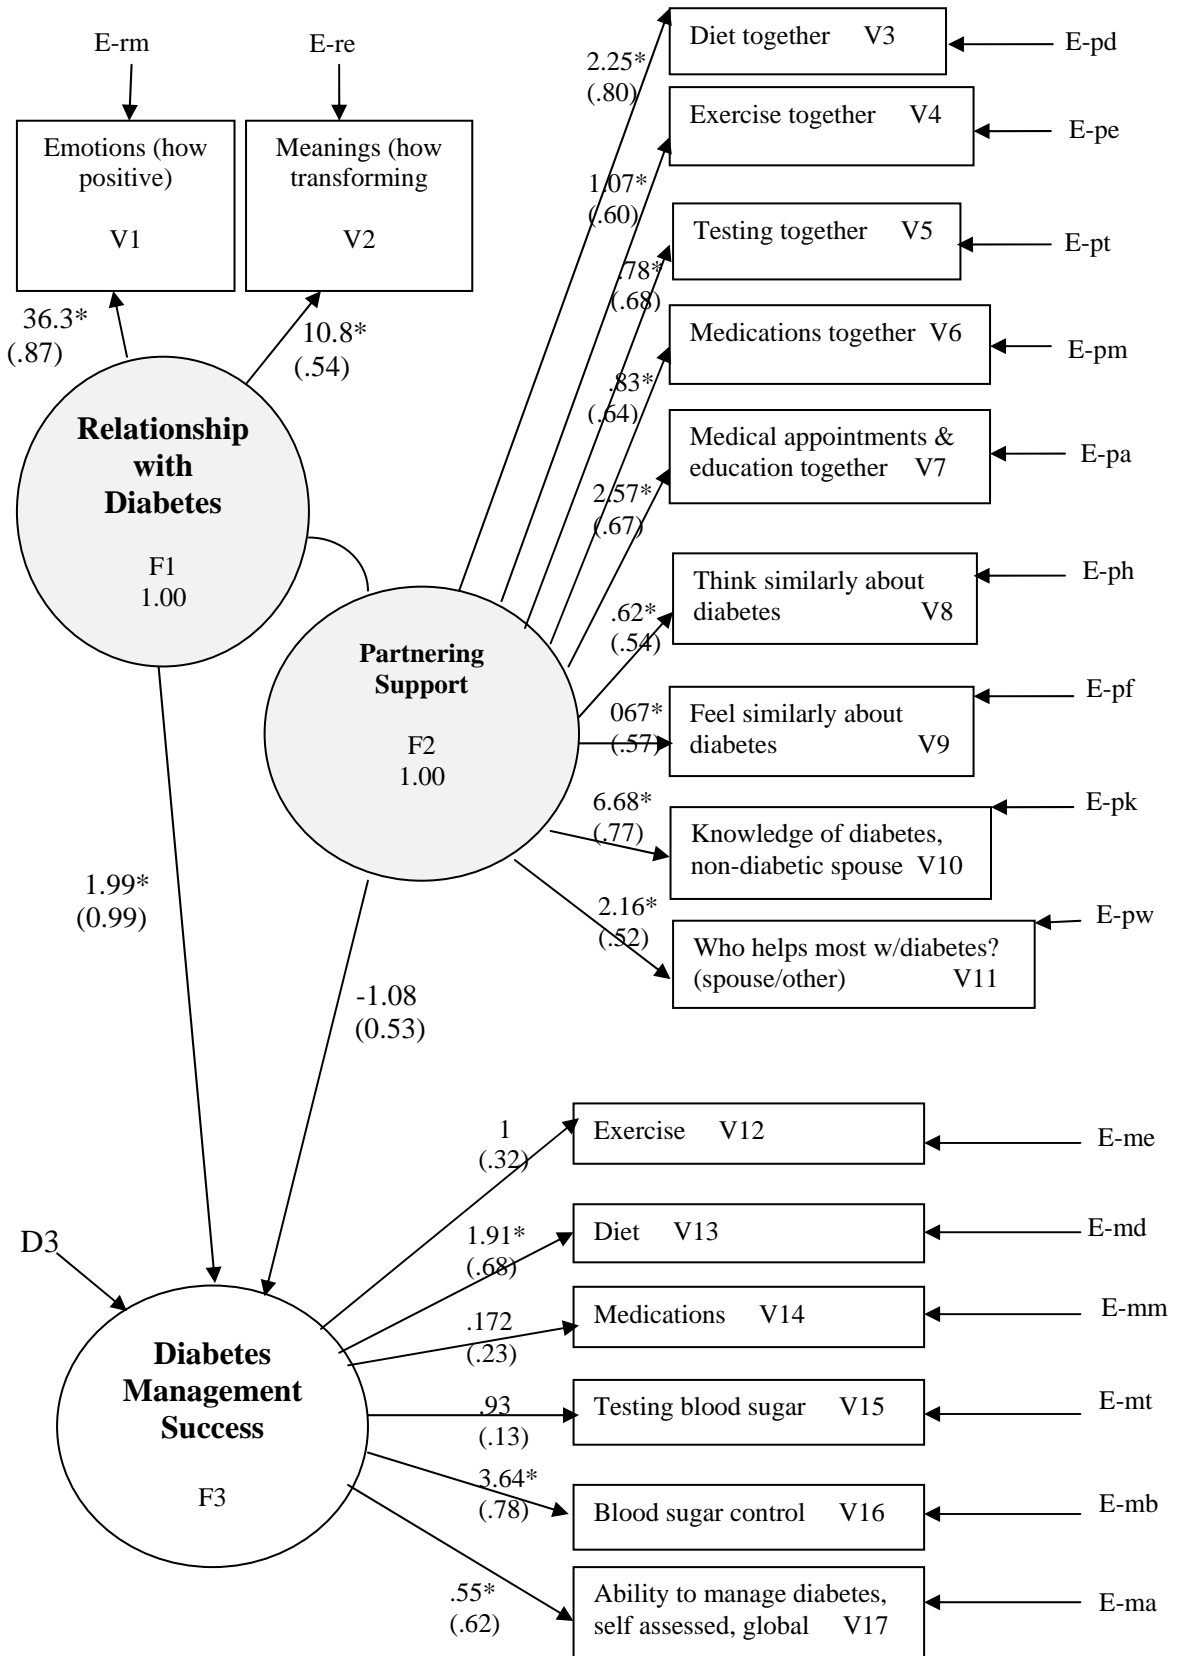 E-rm
E-re
Emotions (how
positive)
V1
Meanings (how
transforming
V2
36.3*
(.87)
10.8*
(.54)
Relationship
with
Diabetes
F1
1.00
Diet together V3
E-pd
2.25*
(.80)
Exercise together V4
E-pe
1.07*
(.60)
Testing together V5
E-pt
.78*
(.68)
Medications together V6
E-pm
.83*
(.64)
Medical appointments &
education together V7
E-pa
2.57*
(.67)
Think similarly about
diabetes V8
E-ph
.62*
(.54)
Feel similarly about
diabetes V9
E-pf
067*
(.57)
Knowledge of diabetes,
non-diabetic spouse V10
E-pk
6.68*
(.77)
Who helps most w/diabetes?
(spouse/other) V11
E-pw
2.16*
(.52)
Partnering
Support
F2
1.00
1.99*
(0.99)
-1.08
(0.53)
D3
Diabetes
Management
Success
F3
1
(.32)
Exercise V12
E-me
1.91*
(.68)
Diet V13
E-md
.172
(.23)
Medications V14
E-mm
.93
(.13)
Testing blood sugar V15
E-mt
3.64*
(.78)
Blood sugar control V16
E-mb
.55*
(.62)
Ability to manage diabetes,
self assessed, global V17
E-ma